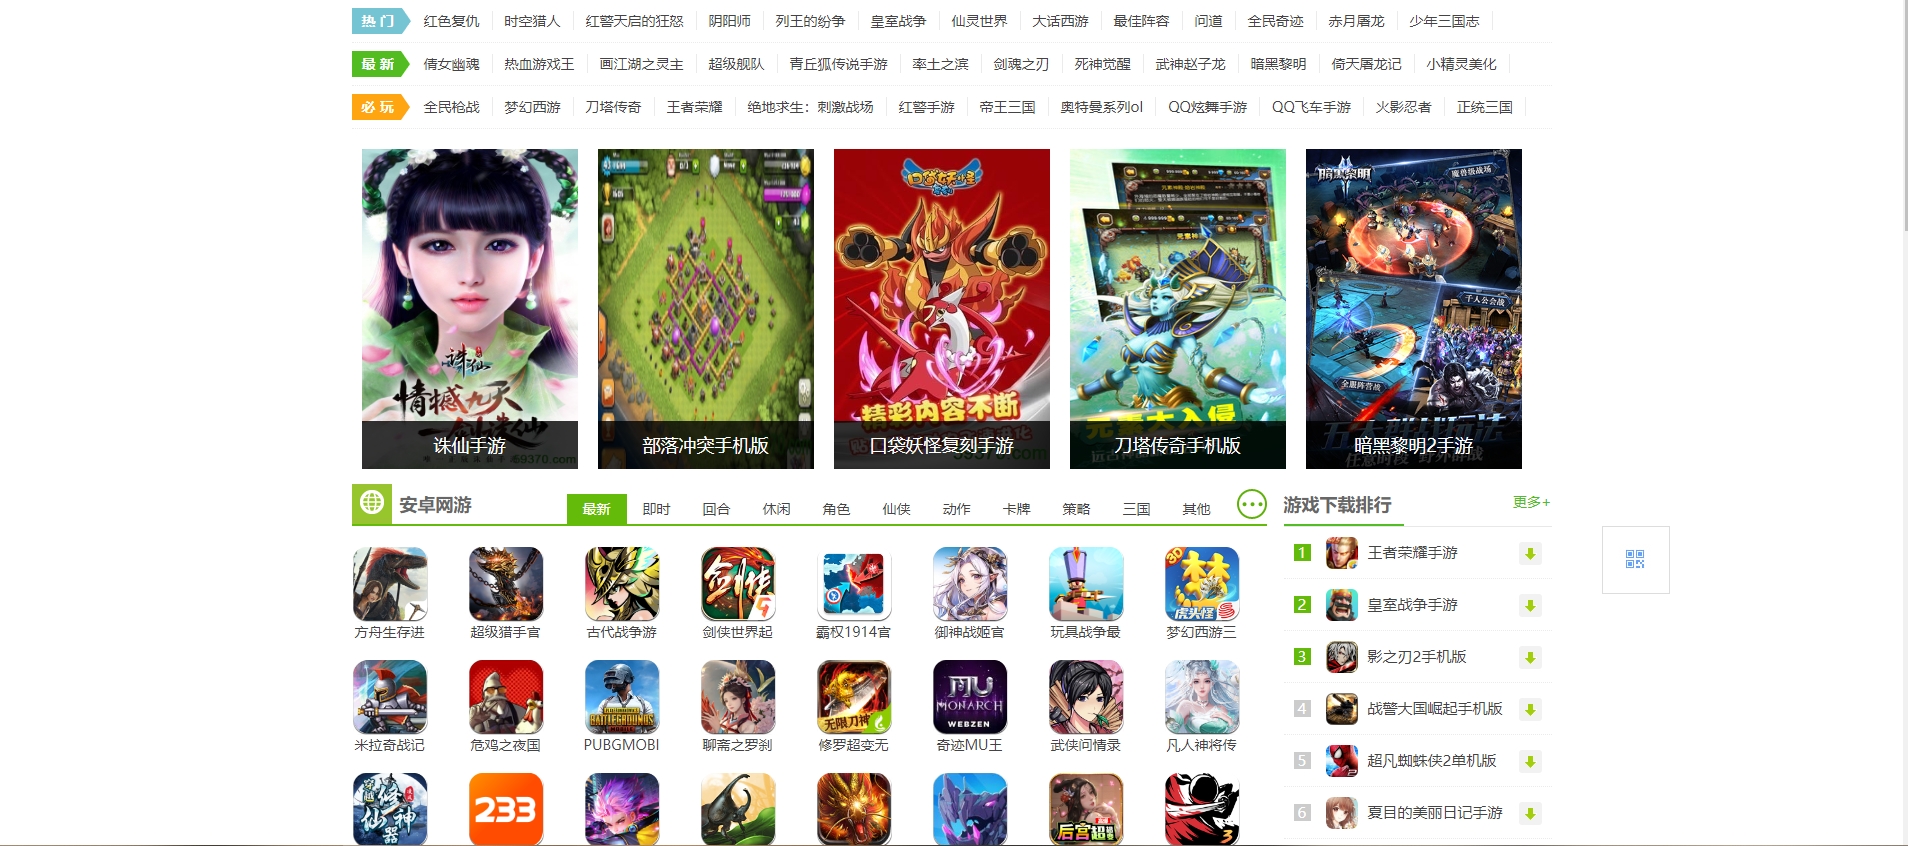 热 门 红色复仇 时空猎人 红警天启的狂怒 阴阳师 列王的纷争 皇室战争 仙灵世界 大话西游 最佳阵容 问道 全民奇迹 赤月屠龙 少年三国志
最 新 倩女幽魂 热血游戏王 画江湖之灵主 超级舰队 青丘狐传说手游 率土之滨 剑魂之刃 死神觉醒 武神赵子龙 暗黑黎明 倚天屠龙记 小精灵美化
必 玩 全民枪战 梦幻西游 刀塔传奇 王者荣耀 绝地求生：刺激战场 红警手游 帝王三国 奥特曼系列ol QQ炫舞手游 QQ飞车手游 火影忍者 正统三国
暗黑黎明
魔兽级战场
千人公会战
诛仙
全服阵营战
情撼九天
精彩内容不断
诛仙手游 部落冲突手机版 口袋妖怪复刻手游 刀塔传奇手机版 暗黑黎明2手游
安卓网游 最新 即时 回合 休闲 角色 仙侠 动作 卡牌 策略 三国 其他
方舟生存进 超级猎手官 古代战争游 剑侠世界起 霸权1914官 御神战姬官 玩具战争最 梦幻西游三
MU
MONARCH
WEBZEN
BATTLEGROUNDS
无限刀神
米拉奇战记 危鸡之夜国 PUBGMOBI 聊斋之罗刹 修罗超变无 奇迹MU王 武侠问情录 凡人神将传
233
3
游戏下载排行 更多+
1 王者荣耀手游
2 皇室战争手游
3 影之刃2手机版
4 战警大国崛起手机版
5 超凡蜘蛛侠2单机版
6 夏目的美丽日记手游